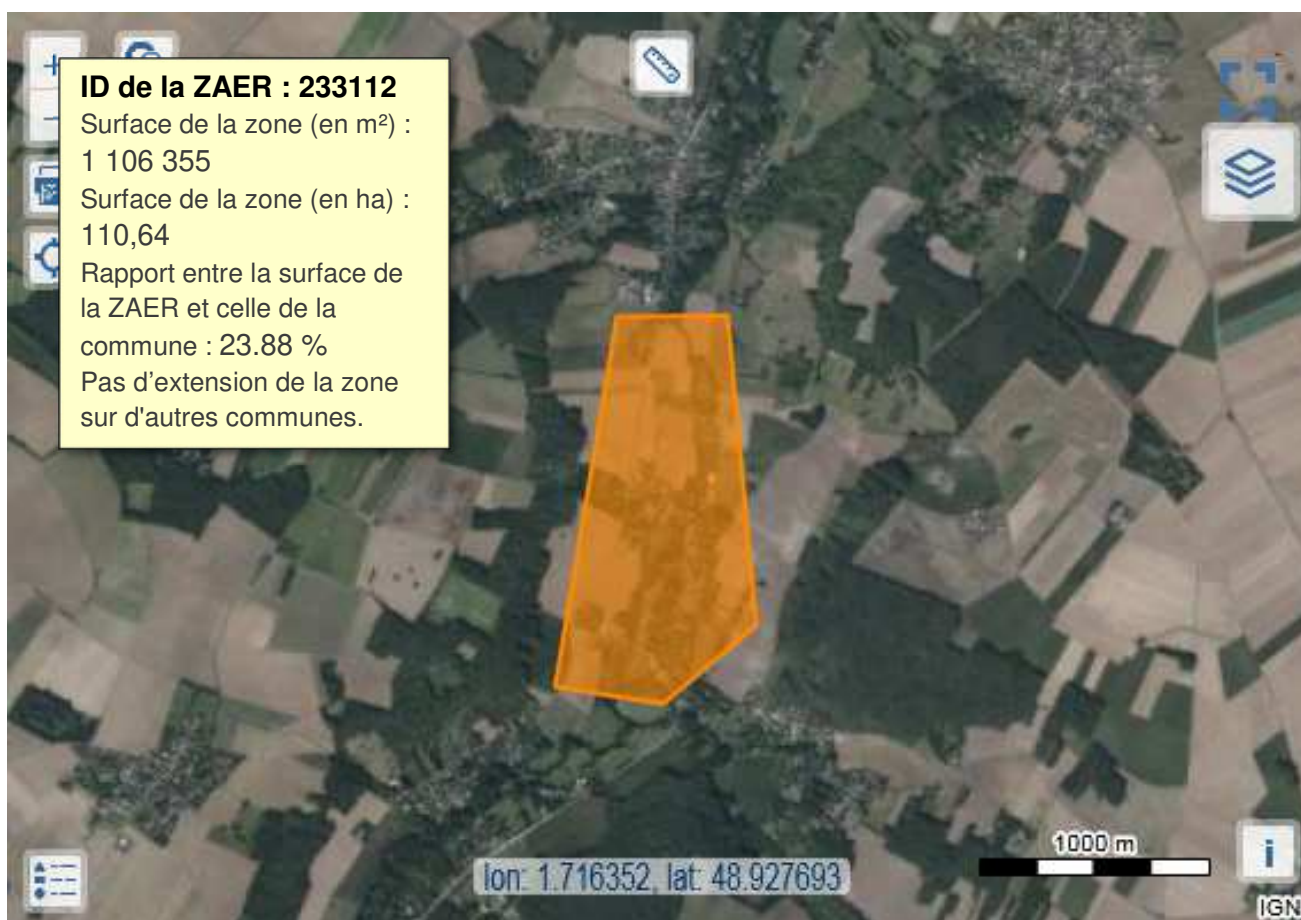 ID de la ZAER : 233112
Surface de la zone (en m²) :
1 106 355
Surface de la zone (en ha) :
110,64
Rapport entre la surface de
la ZAER et celle de la
commune : 23.88 %
Pas d’extension de la zone
sur d'autres communes.
1000 m
lon: 1.716352, lat: 48.927693
IGN